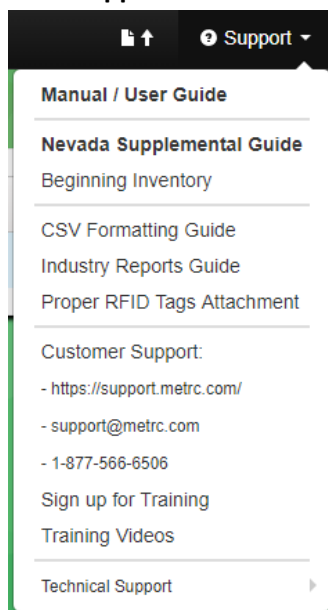 Support
Manual / User Guide
Nevada Supplemental Guide
Beginning Inventory
CSV Formatting Guide
Industry Reports Guide
Proper RFID Tags Attachment
Customer Support:
- https://support.metrc.com/
- support@metrc.com
- 1-877-566-6506
Sign up for Training
Training Videos
Technical Support